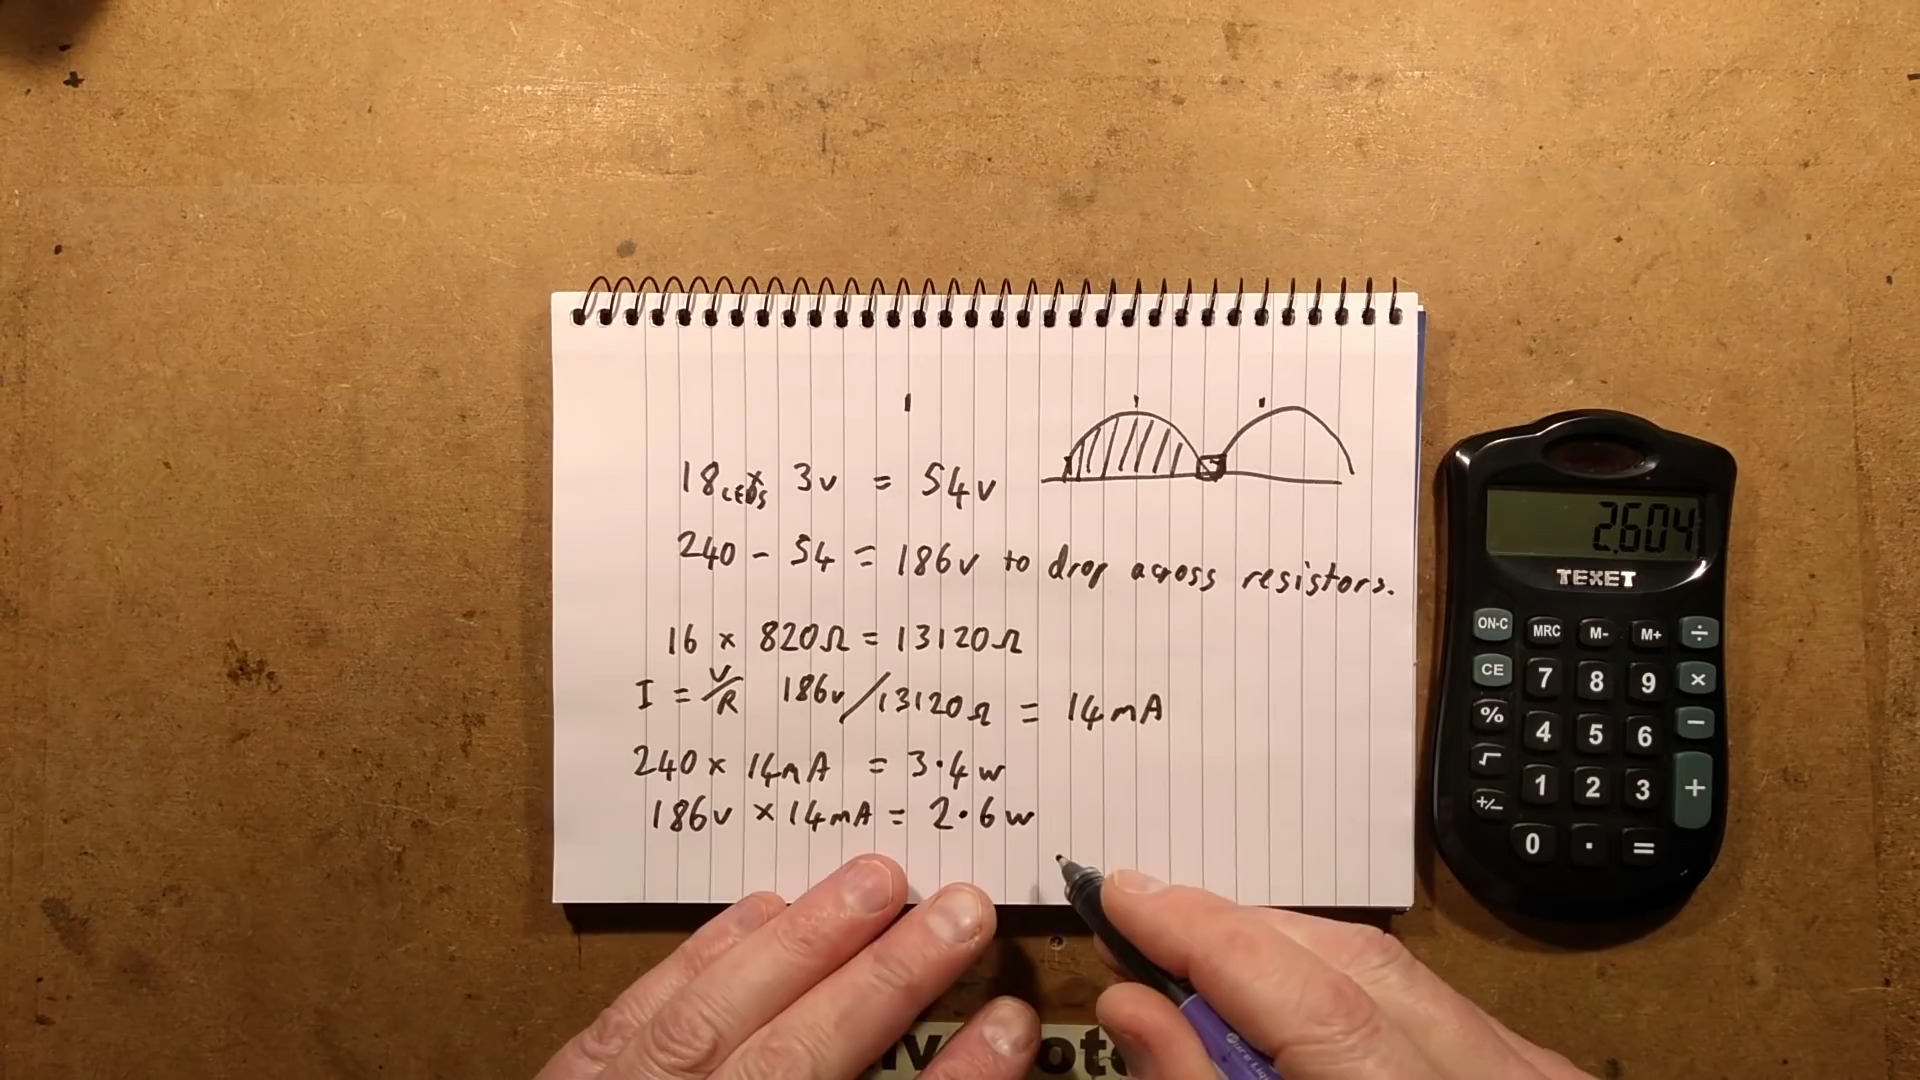 18 LEDS × 3v = 54v
240 - 54 = 186v to drop across resistors.
16 × 820Ω = 13120Ω
I = V/R 186v/13120Ω = 14mA
240 × 14mA = 3.4w
186v × 14mA = 2.6w
2.604
TEXET
ON-C MRC M- M+ ÷
CE 7 8 9 ×
% 4 5 6 −
√ 1 2 3 +
+/− 0 . =